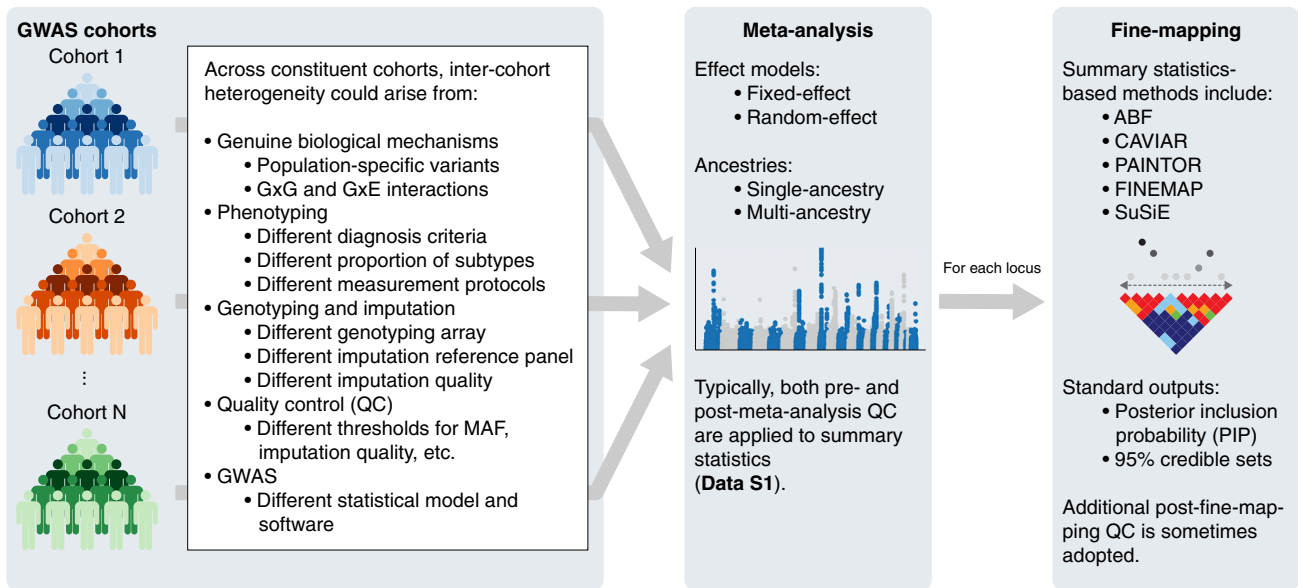 GWAS cohorts
Cohort 1
Cohort 2
⋮
Cohort N
Across constituent cohorts, inter-cohort
heterogeneity could arise from:
• Genuine biological mechanisms
• Population-specific variants
• GxG and GxE interactions
• Phenotyping
• Different diagnosis criteria
• Different proportion of subtypes
• Different measurement protocols
• Genotyping and imputation
• Different genotyping array
• Different imputation reference panel
• Different imputation quality
• Quality control (QC)
• Different thresholds for MAF,
imputation quality, etc.
• GWAS
• Different statistical model and
software
Meta-analysis
Effect models:
• Fixed-effect
• Random-effect
Ancestries:
• Single-ancestry
• Multi-ancestry
Typically, both pre- and
post-meta-analysis QC
are applied to summary
statistics
(Data S1).
For each locus
Fine-mapping
Summary statistics-
based methods include:
• ABF
• CAVIAR
• PAINTOR
• FINEMAP
• SuSiE
Standard outputs:
• Posterior inclusion
probability (PIP)
• 95% credible sets
Additional post-fine-map-
ping QC is sometimes
adopted.